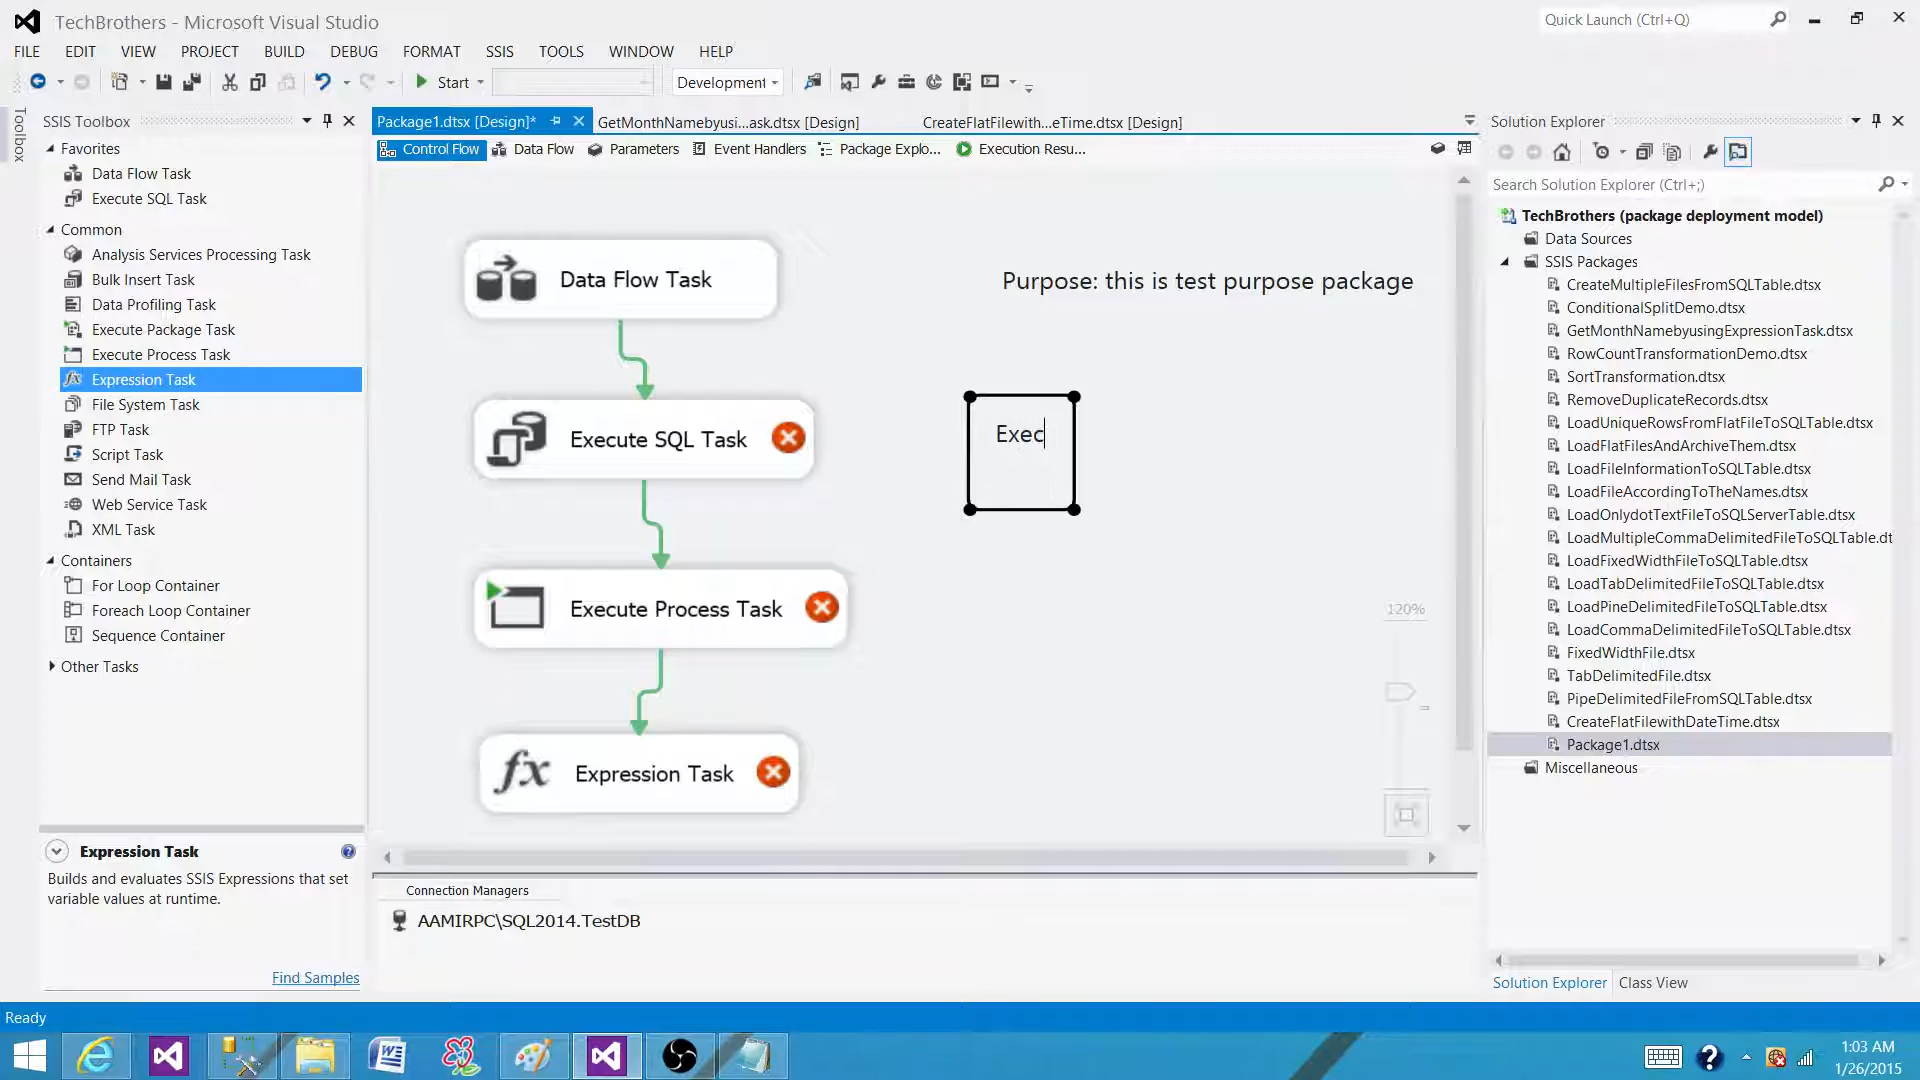 TechBrothers - Microsoft Visual Studio
Quick Launch (Ctrl+Q)
FILE EDIT VIEW PROJECT BUILD DEBUG FORMAT SSIS TOOLS WINDOW HELP
Start
Development
Toolbox
SSIS Toolbox
Favorites
Data Flow Task
Execute SQL Task
Common
Analysis Services Processing Task
Bulk Insert Task
Data Profiling Task
Execute Package Task
Execute Process Task
Expression Task
File System Task
FTP Task
Script Task
Send Mail Task
Web Service Task
XML Task
Containers
For Loop Container
Foreach Loop Container
Sequence Container
Other Tasks
Expression Task
Builds and evaluates SSIS Expressions that set
variable values at runtime.
Find Samples
Package1.dtsx [Design]* GetMonthNamebyusi...ask.dtsx [Design] CreateFlatFilewith...eTime.dtsx [Design]
Control Flow Data Flow Parameters Event Handlers Package Explo... Execution Resu...
Data Flow Task
Purpose: this is test purpose package
Exec
Execute SQL Task
Execute Process Task
120%
fx Expression Task
Connection Managers
AAMIRPC\SQL2014.TestDB
Solution Explorer
Search Solution Explorer (Ctrl+;)
TechBrothers (package deployment model)
Data Sources
SSIS Packages
CreateMultipleFilesFromSQLTable.dtsx
ConditionalSplitDemo.dtsx
GetMonthNamebyusingExpressionTask.dtsx
RowCountTransformationDemo.dtsx
SortTransformation.dtsx
RemoveDuplicateRecords.dtsx
LoadUniqueRowsFromFlatFileToSQLTable.dtsx
LoadFlatFilesAndArchiveThem.dtsx
LoadFileInformationToSQLTable.dtsx
LoadFileAccordingToTheNames.dtsx
LoadOnlydotTextFileToSQLServerTable.dtsx
LoadMultipleCommaDelimitedFileToSQLTable.dt
LoadFixedWidthFileToSQLTable.dtsx
LoadTabDelimitedFileToSQLTable.dtsx
LoadPineDelimitedFileToSQLTable.dtsx
LoadCommaDelimitedFileToSQLTable.dtsx
FixedWidthFile.dtsx
TabDelimitedFile.dtsx
PipeDelimitedFileFromSQLTable.dtsx
CreateFlatFilewithDateTime.dtsx
Package1.dtsx
Miscellaneous
Solution Explorer Class View
Ready
1:03 AM
1/26/2015